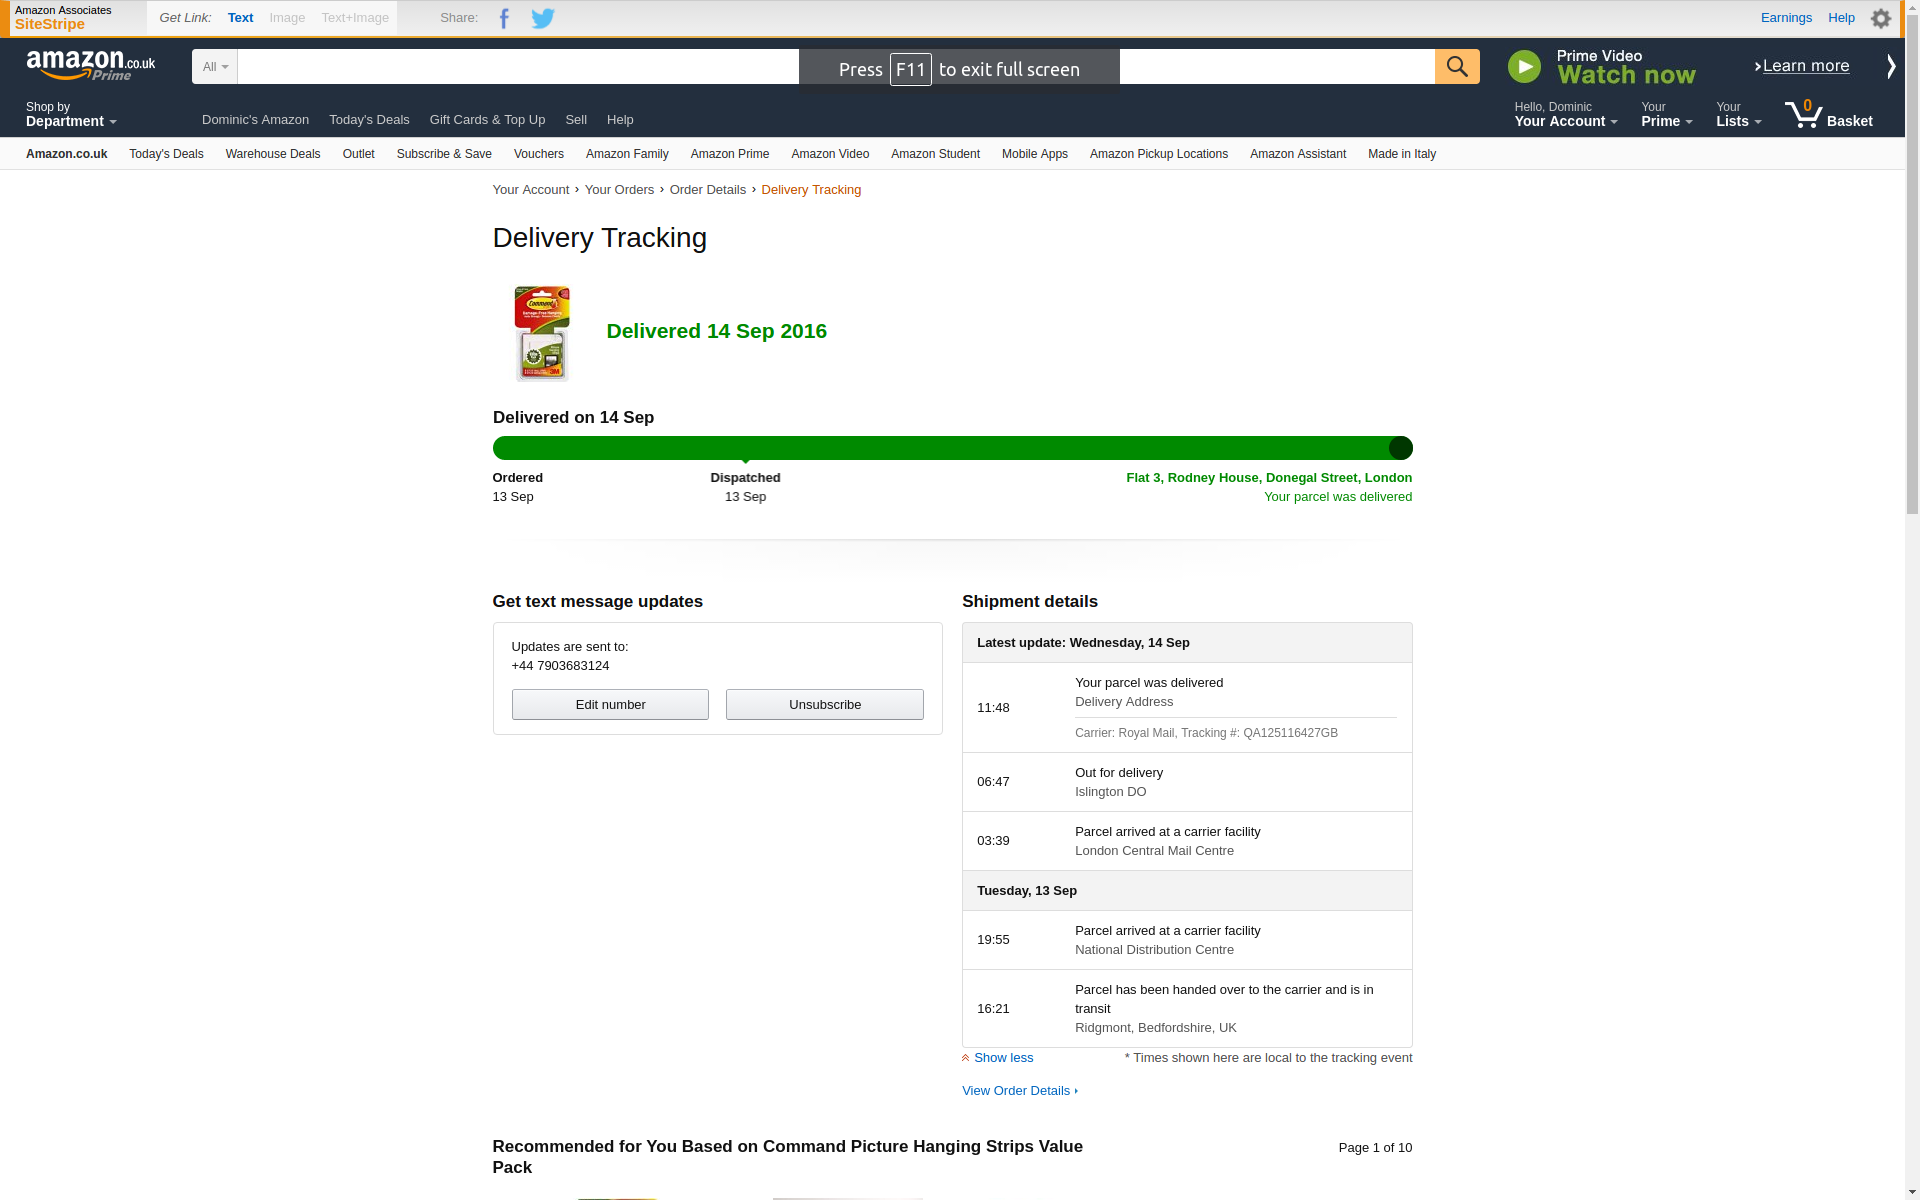 Amazon Associates
SiteStripe
Get Link: Text Image Text+Image Share: Earnings Help
amazon.co.uk
Prime
All
Press F11 to exit full screen
Prime Video
Watch now
Learn more
Shop by
Department
Dominic's Amazon Today's Deals Gift Cards & Top Up Sell Help
Hello, Dominic
Your Account
Your
Prime
Your
Lists
0
Basket
Amazon.co.uk Today's Deals Warehouse Deals Outlet Subscribe & Save Vouchers Amazon Family Amazon Prime Amazon Video Amazon Student Mobile Apps Amazon Pickup Locations Amazon Assistant Made in Italy
Your Account › Your Orders › Order Details › Delivery Tracking
Delivery Tracking
Command
Damage-Free Hanging
3M
Delivered 14 Sep 2016
Delivered on 14 Sep
Ordered
13 Sep
Dispatched
13 Sep
Flat 3, Rodney House, Donegal Street, London
Your parcel was delivered
Get text message updates
Updates are sent to:
+44 7903683124
Edit number Unsubscribe
Shipment details
Latest update: Wednesday, 14 Sep
11:48
Your parcel was delivered
Delivery Address
Carrier: Royal Mail, Tracking #: QA125116427GB
06:47
Out for delivery
Islington DO
03:39
Parcel arrived at a carrier facility
London Central Mail Centre
Tuesday, 13 Sep
19:55
Parcel arrived at a carrier facility
National Distribution Centre
16:21
Parcel has been handed over to the carrier and is in
transit
Ridgmont, Bedfordshire, UK
Show less * Times shown here are local to the tracking event
View Order Details
Recommended for You Based on Command Picture Hanging Strips Value
Pack
Page 1 of 10